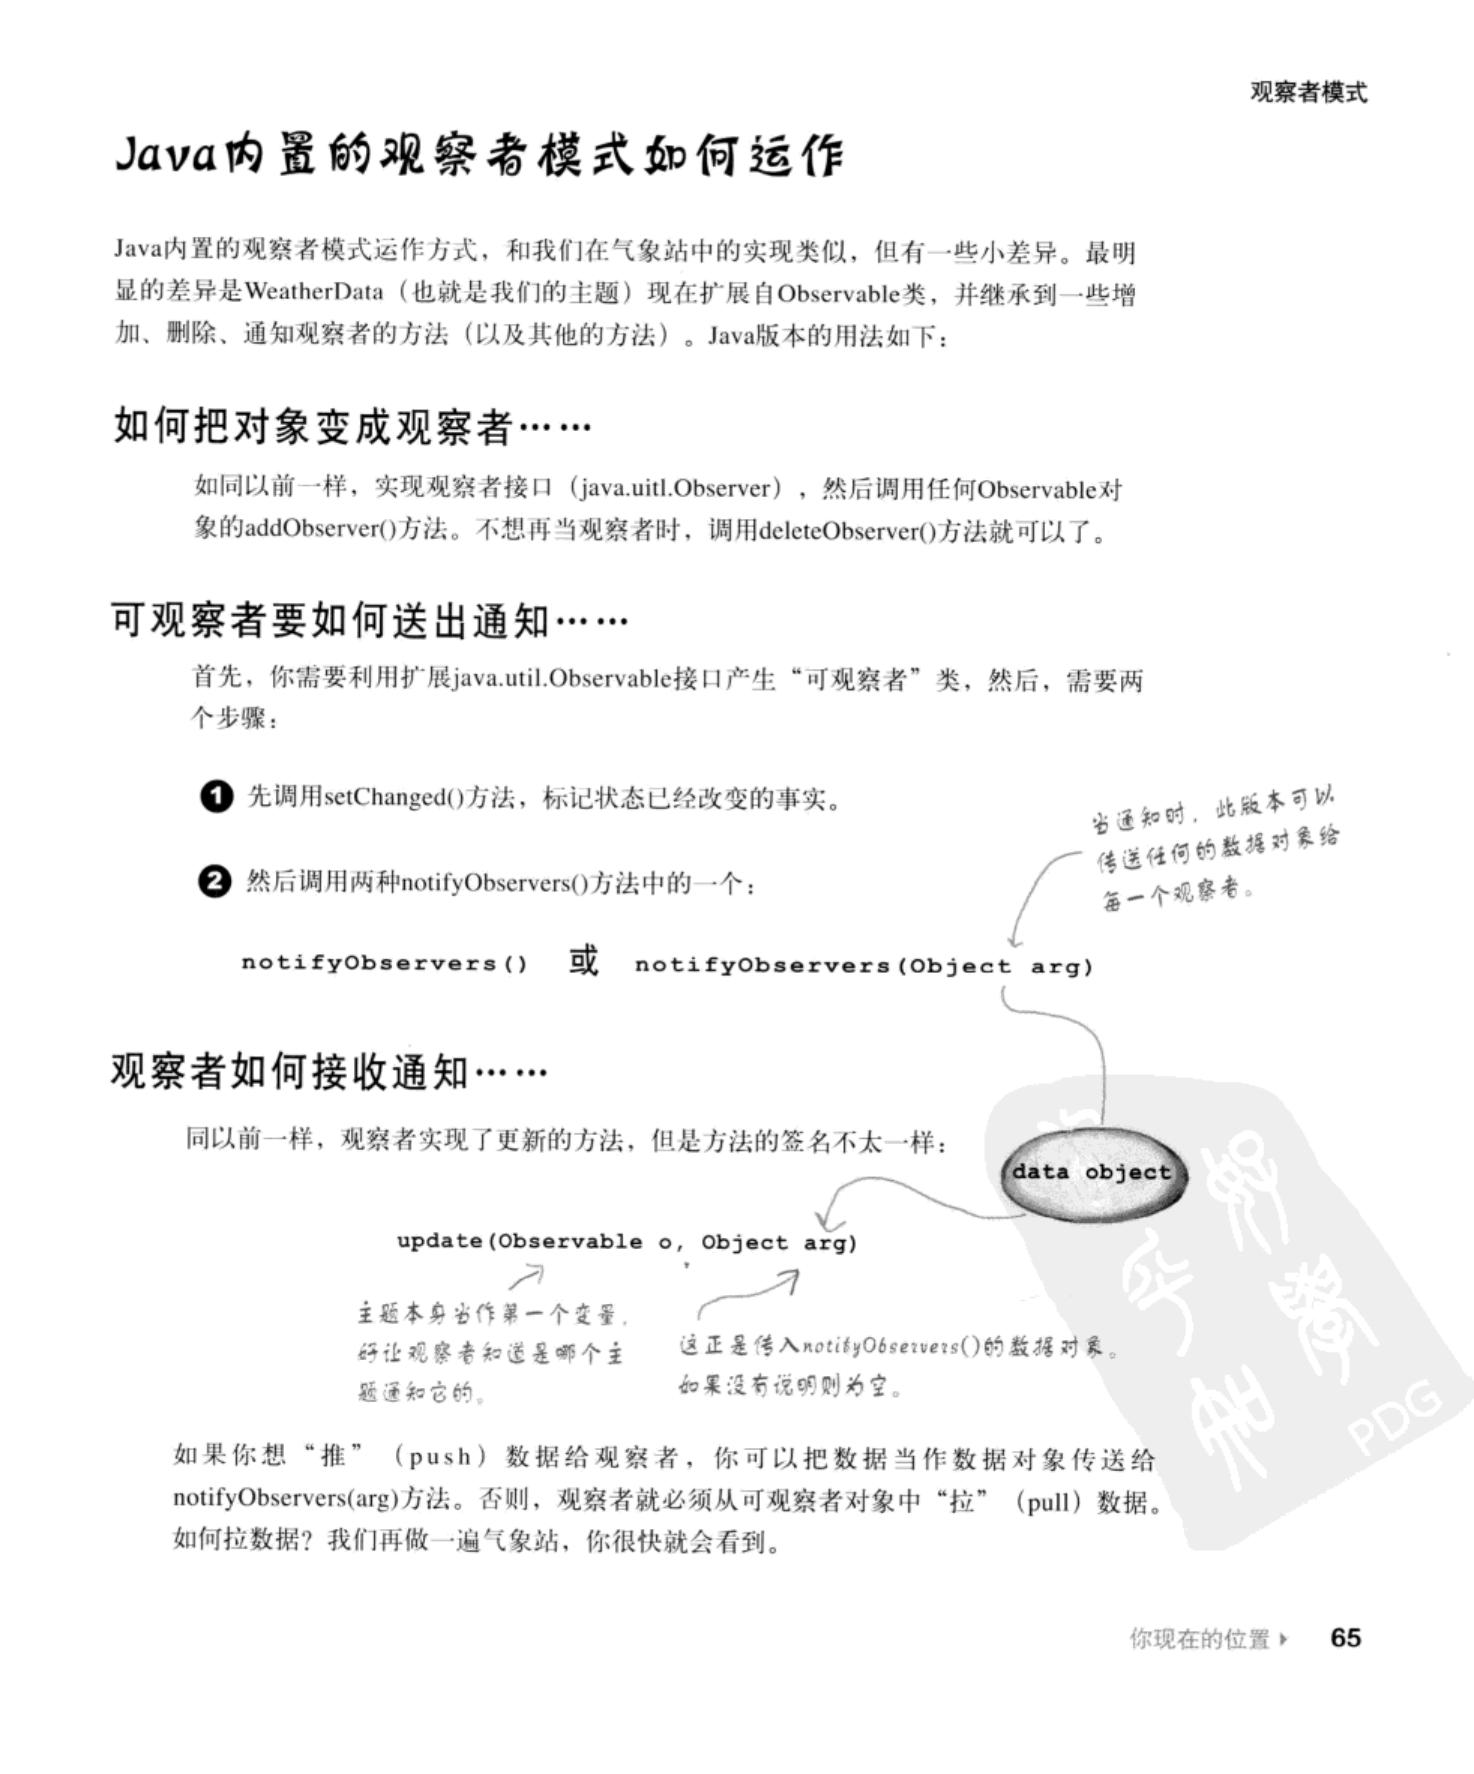 观察者模式
Java内置的观察者模式如何运作
Java内置的观察者模式运作方式，和我们在气象站中的实现类似，但有一些小差异。最明
显的差异是WeatherData（也就是我们的主题）现在扩展自Observable类，并继承到一些增
加、删除、通知观察者的方法（以及其他的方法）。Java版本的用法如下：
如何把对象变成观察者……
如同以前一样，实现观察者接口（java.uitl.Observer），然后调用任何Observable对
象的addObserver()方法。不想再当观察者时，调用deleteObserver()方法就可以了。
可观察者要如何送出通知……
首先，你需要利用扩展java.util.Observable接口产生“可观察者”类，然后，需要两
个步骤：
1 先调用setChanged()方法，标记状态已经改变的事实。
2 然后调用两种notifyObservers()方法中的一个：
当通知时，此版本可以
传送任何的数据对象给
每一个观察者。
notifyObservers() 或 notifyObservers(Object arg)
观察者如何接收通知……
同以前一样，观察者实现了更新的方法，但是方法的签名不太一样：
data object
update(Observable o, Object arg)
主题本身当作第一个变量，
好让观察者知道是哪个主
题通知它的。
这正是传入notifyObservers()的数据对象。
如果没有说明则为空。
如果你想“推”（push）数据给观察者，你可以把数据当作数据对象传送给
notifyObservers(arg)方法。否则，观察者就必须从可观察者对象中“拉”（pull）数据。
如何拉数据？我们再做一遍气象站，你很快就会看到。
PDG
你现在的位置 65